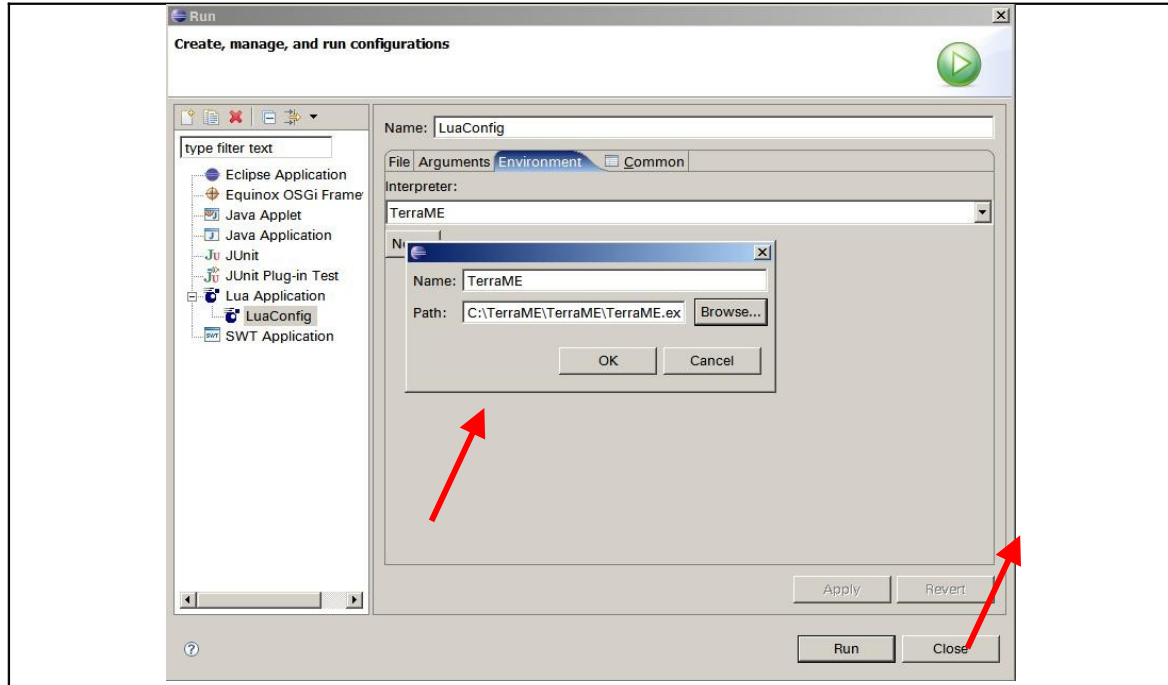 Run
Create, manage, and run configurations
type filter text
Eclipse Application
Equinox OSGi Frame
Java Applet
Java Application
Ju JUnit
JUnit Plug-in Test
Lua Application
LuaConfig
SWT Application
Name: LuaConfig
File Arguments Environment Common
Interpreter:
TerraME
Name: TerraME
Path: C:\TerraME\TerraME\TerraME.ex Browse...
OK Cancel
Apply Revert
Run Close